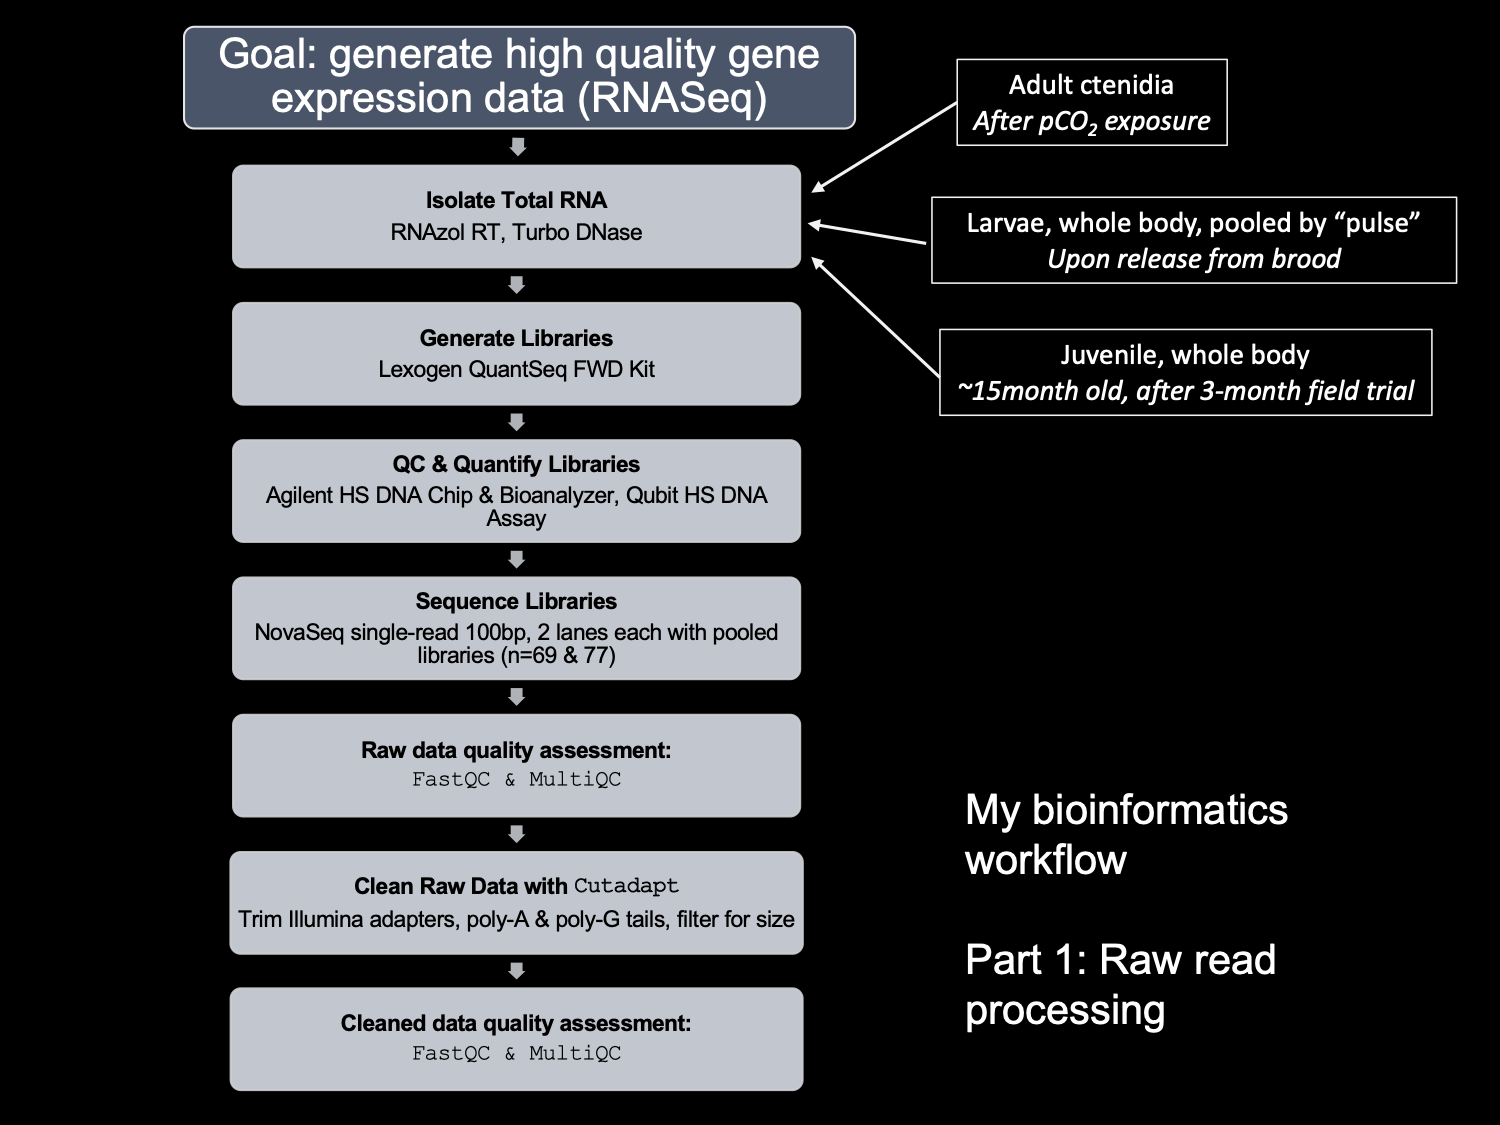 Goal: generate high quality gene
expression data (RNASeq)
Adult ctenidia
After pCO₂ exposure
Isolate Total RNA
RNAzol RT, Turbo DNase
Larvae, whole body, pooled by “pulse”
Upon release from brood
Generate Libraries
Lexogen QuantSeq FWD Kit
Juvenile, whole body
~15month old, after 3-month field trial
QC & Quantify Libraries
Agilent HS DNA Chip & Bioanalyzer, Qubit HS DNA
Assay
Sequence Libraries
NovaSeq single-read 100bp, 2 lanes each with pooled
libraries (n=69 & 77)
Raw data quality assessment:
FastQC & MultiQC
Clean Raw Data with Cutadapt
Trim Illumina adapters, poly-A & poly-G tails, filter for size
Cleaned data quality assessment:
FastQC & MultiQC
My bioinformatics
workflow
Part 1: Raw read
processing